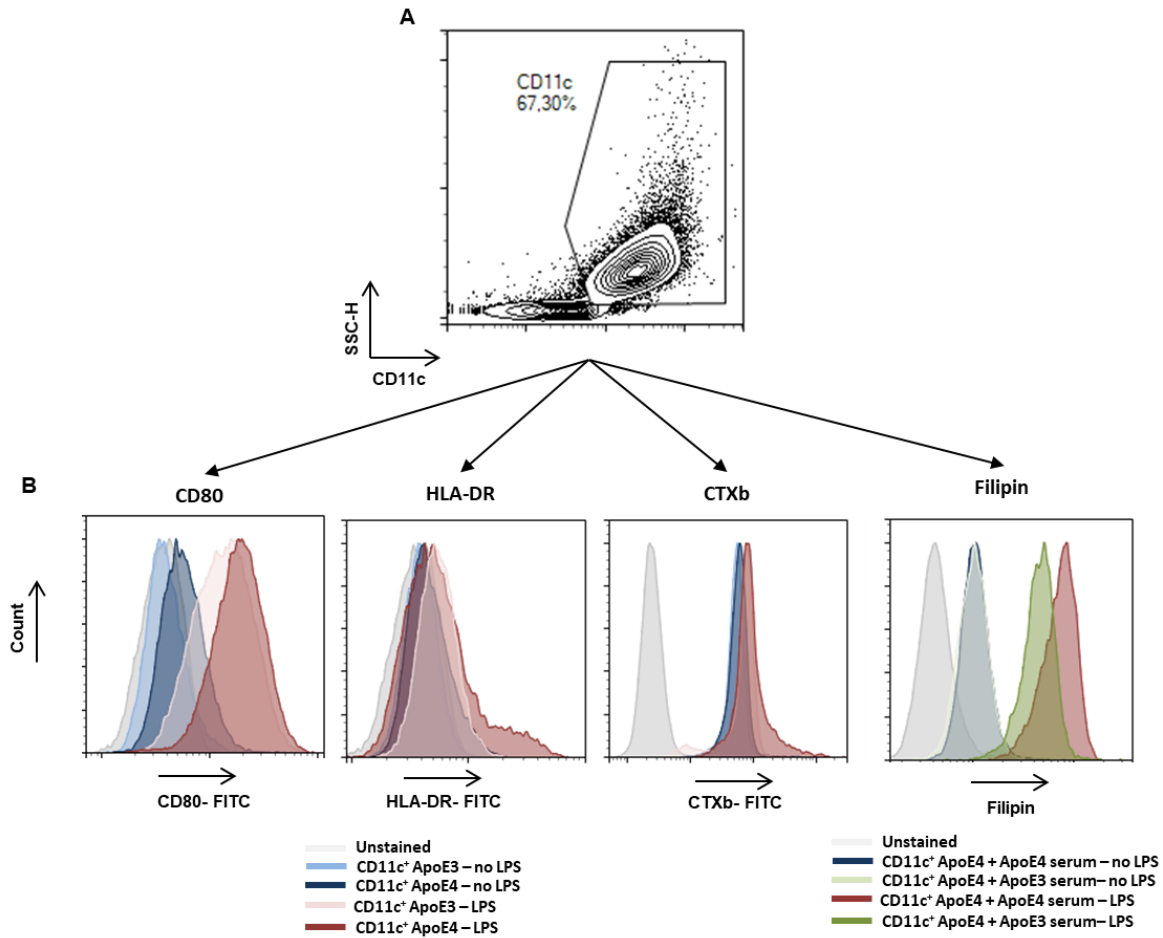 A
CD11c
67,30%
SSC-H
CD11c
B
CD80
HLA-DR
CTXb
Filipin
Count
CD80- FITC
HLA-DR- FITC
CTXb- FITC
Filipin
Unstained
CD11c⁺ ApoE3 – no LPS
CD11c⁺ ApoE4 – no LPS
CD11c⁺ ApoE3 – LPS
CD11c⁺ ApoE4 – LPS
Unstained
CD11c⁺ ApoE4 + ApoE4 serum – no LPS
CD11c⁺ ApoE4 + ApoE3 serum– no LPS
CD11c⁺ ApoE4 + ApoE4 serum – LPS
CD11c⁺ ApoE4 + ApoE3 serum– LPS